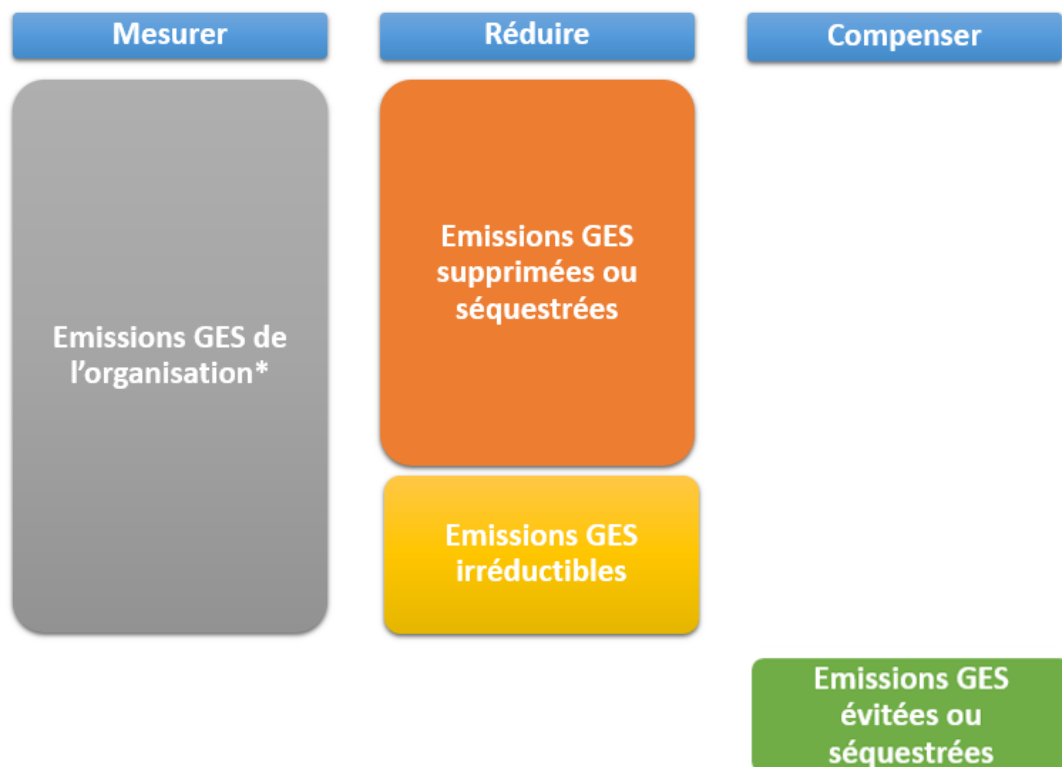 Mesurer
Réduire
Compenser
Emissions GES de
l'organisation*
Emissions GES
supprimées ou
séquestrées
Emissions GES
irréductibles
Emissions GES
évitées ou
séquestrées